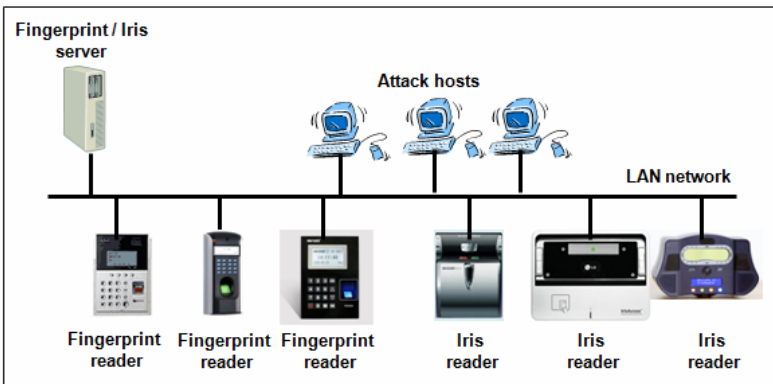 Fingerprint / Iris
server
Attack hosts
LAN network
Fingerprint
reader
Fingerprint
reader
Fingerprint
reader
Iris
reader
Iris
reader
Iris
reader